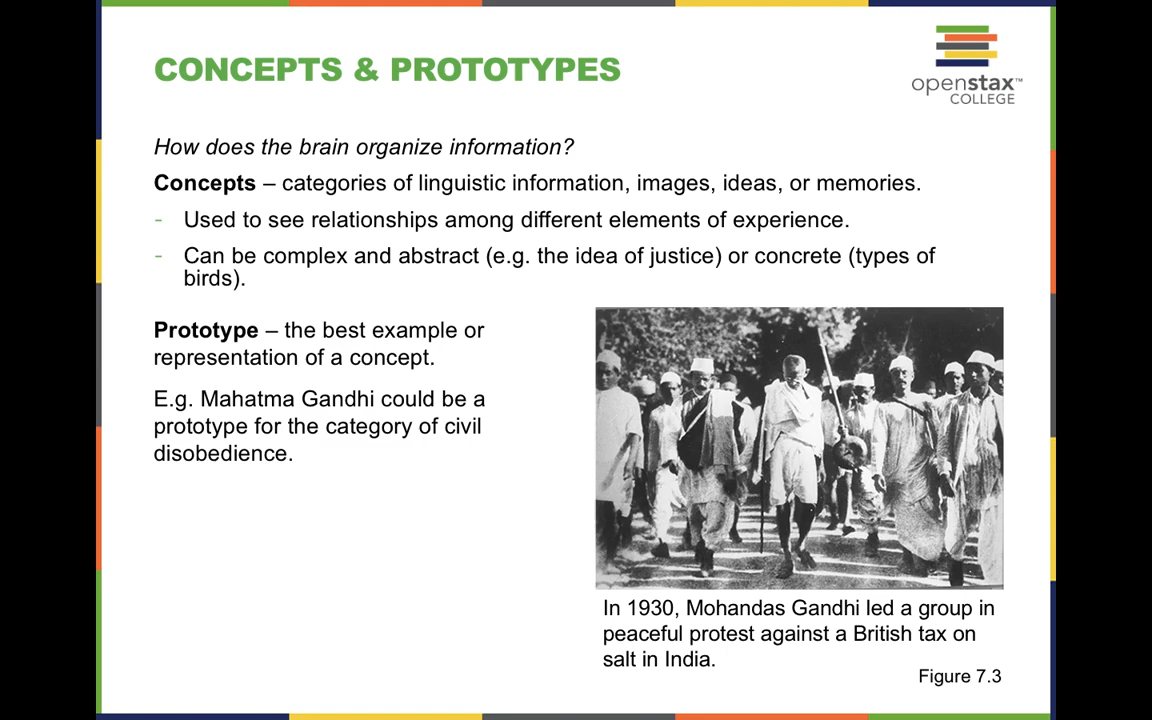 CONCEPTS & PROTOTYPES
openstax™
COLLEGE
How does the brain organize information?
Concepts – categories of linguistic information, images, ideas, or memories.
- Used to see relationships among different elements of experience.
- Can be complex and abstract (e.g. the idea of justice) or concrete (types of
birds).
Prototype – the best example or
representation of a concept.
E.g. Mahatma Gandhi could be a
prototype for the category of civil
disobedience.
In 1930, Mohandas Gandhi led a group in
peaceful protest against a British tax on
salt in India.
Figure 7.3